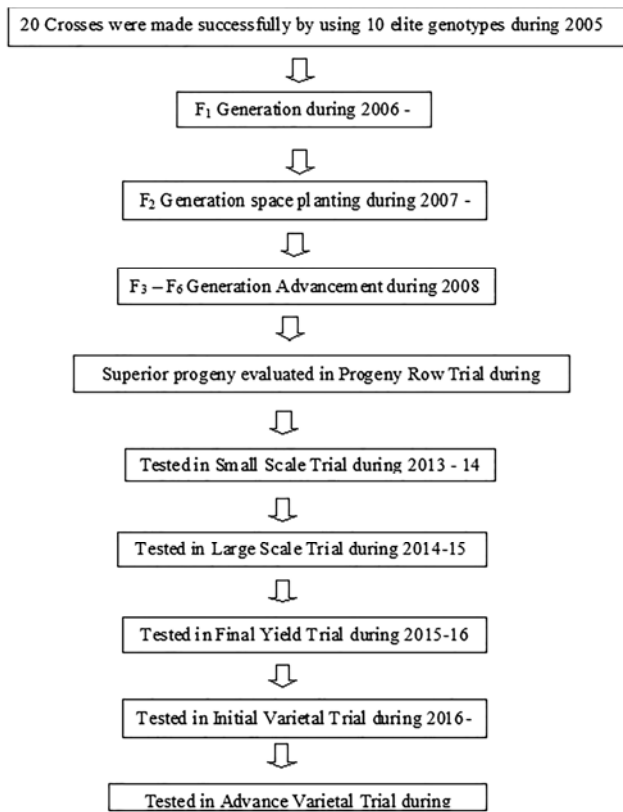 20 Crosses were made successfully by using 10 elite genotypes during 2005
F₁ Generation during 2006 -
F₂ Generation space planting during 2007 -
F₃ – F₆ Generation Advancement during 2008
Superior progeny evaluated in Progeny Row Trial during
Tested in Small Scale Trial during 2013 - 14
Tested in Large Scale Trial during 2014-15
Tested in Final Yield Trial during 2015-16
Tested in Initial Varietal Trial during 2016-
Tested in Advance Varietal Trial during